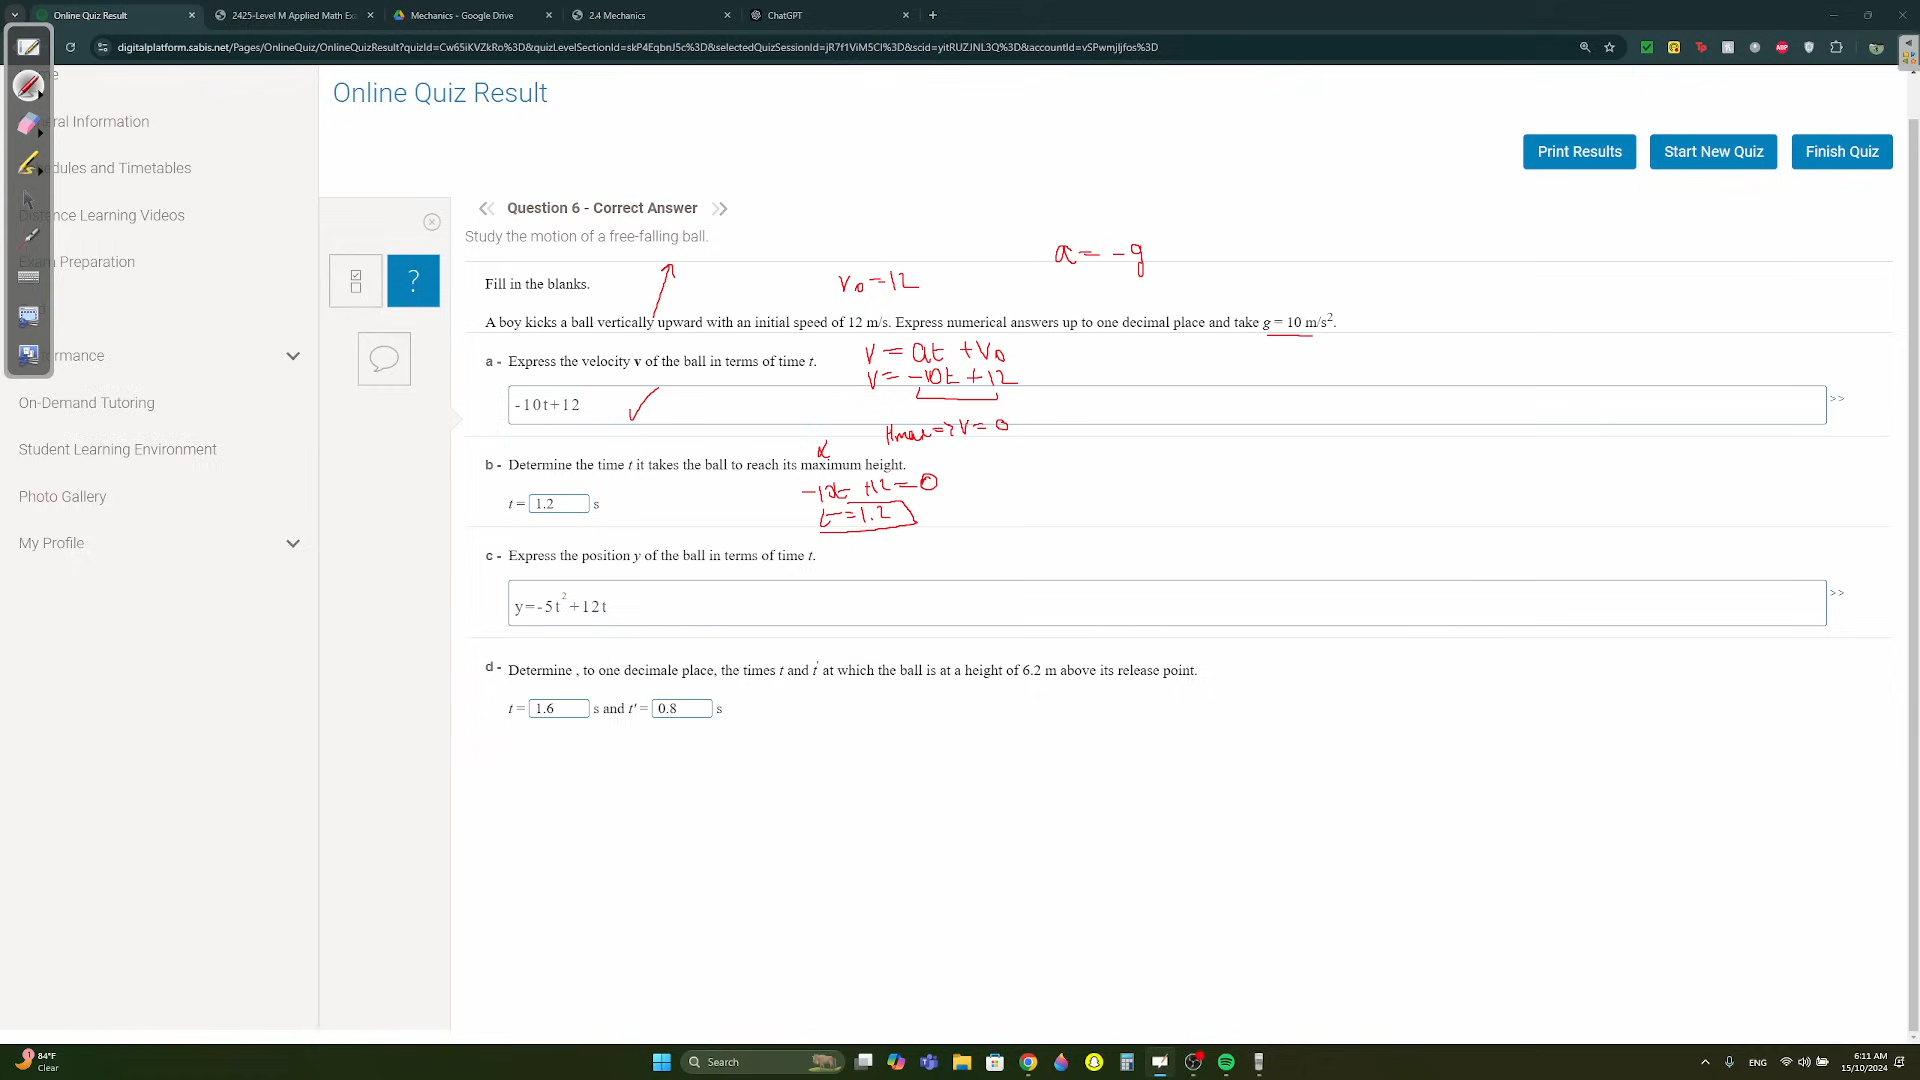 Online Quiz Result
2425-Level M Applied Math Ex
Mechanics - Google Drive
2.4 Mechanics
ChatGPT
digitalplatform.sabis.net/Pages/OnlineQuiz/OnlineQuizResult?quizId=Cw65iKVZkRo%3D&quizLevelSectionId=skP4EqbnJ5c%3D&selectedQuizSessionId=jR7f1ViM5CI%3D&scid=yitRUZJNL3Q%3D&accountId=vSPwmjljfos%3D
Online Quiz Result
Print Results
Start New Quiz
Finish Quiz
ral Information
edules and Timetables
stance Learning Videos
Exam Preparation
rmance
On-Demand Tutoring
Student Learning Environment
Photo Gallery
My Profile
Question 6 - Correct Answer
Study the motion of a free-falling ball.
a = -g
Fill in the blanks.
v₀ = 12
A boy kicks a ball vertically upward with an initial speed of 12 m/s. Express numerical answers up to one decimal place and take g = 10 m/s².
v = at + v₀
a - Express the velocity v of the ball in terms of time t.
v = -10t + 12
-10t+12
>>
Hmax => v = 0
b - Determine the time t it takes the ball to reach its maximum height.
-10t + 12 = 0
t = 1.2 s
t = 1.2
c - Express the position y of the ball in terms of time t.
y=-5t²+12t
>>
d - Determine , to one decimale place, the times t and t' at which the ball is at a height of 6.2 m above its release point.
t = 1.6 s and t' = 0.8 s
84°F
Clear
Search
ENG
6:11 AM
15/10/2024